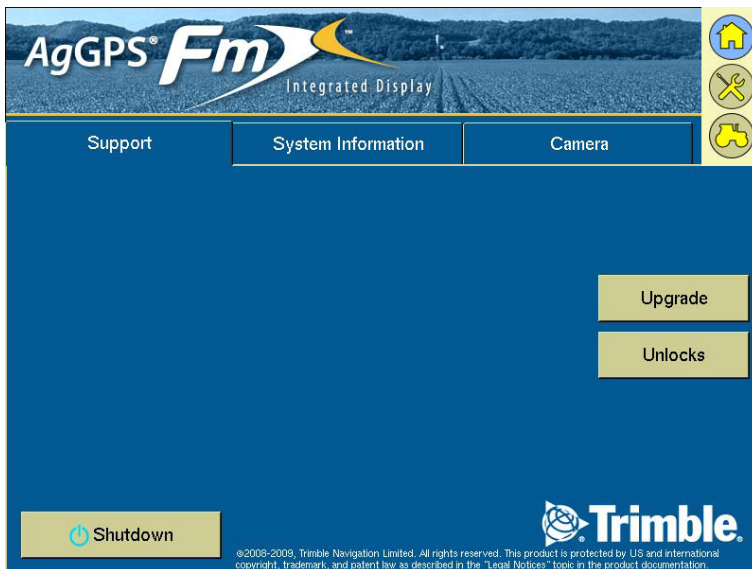 AgGPS® FmX™
Integrated Display
Support
System Information
Camera
Upgrade
Unlocks
Shutdown
Trimble.
©2008-2009, Trimble Navigation Limited. All rights reserved. This product is protected by US and international
copyright, trademark, and patent law as described in the "Legal Notices" topic in the product documentation.